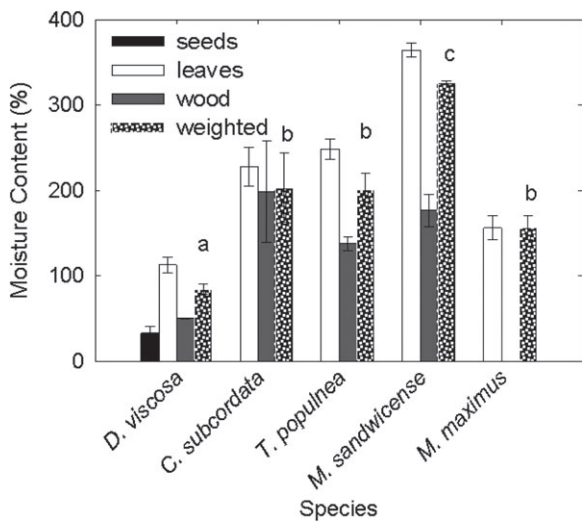 400
300
200
100
0
Moisture Content (%)
seeds
leaves
wood
weighted
a
b
b
c
b
D. viscosa
C. subcordata
T. populnea
M. sandwicense
M. maximus
Species